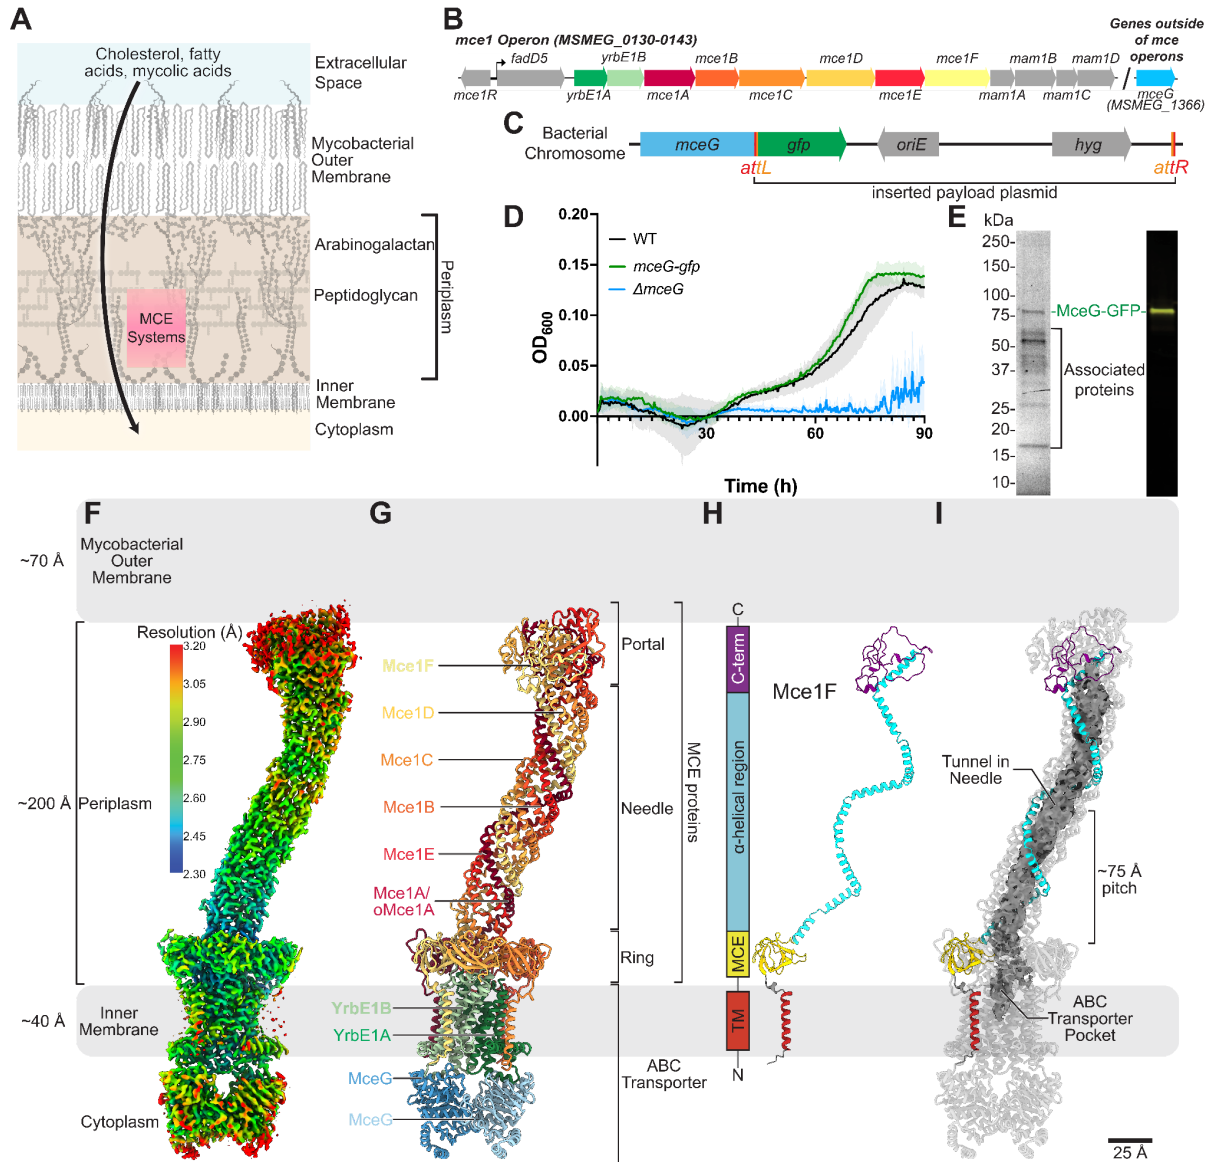 A
Cholesterol, fatty
acids, mycolic acids
Extracellular
Space
Mycobacterial
Outer
Membrane
Arabinogalactan
Peptidoglycan
Periplasm
MCE
Systems
Inner
Membrane
Cytoplasm
B
mce1 Operon (MSMEG_0130-0143)
Genes outside
of mce
operons
fadD5
yrbE1B
mce1B
mce1D
mce1F
mam1B
mam1D
mce1R
yrbE1A
mce1A
mce1C
mce1E
mam1A
mam1C
mceG
(MSMEG_1366)
C
Bacterial
Chromosome
mceG
gfp
oriE
hyg
attL
attR
inserted payload plasmid
D
0.20
0.15
0.10
0.05
0.00
OD600
WT
mceG-gfp
ΔmceG
30
60
90
Time (h)
E
kDa
250-
150-
100-
75-
50-
37-
25-
20-
15-
10-
-MceG-GFP-
Associated
proteins
F
G
H
I
~70 Å
Mycobacterial
Outer
Membrane
Resolution (Å)
3.20
3.05
2.90
2.75
2.60
2.45
2.30
~200 Å
Periplasm
~40 Å
Inner
Membrane
Cytoplasm
Mce1F
Mce1D
Mce1C
Mce1B
Mce1E
Mce1A/
oMce1A
YrbE1B
YrbE1A
MceG
MceG
Portal
Needle
Ring
MCE proteins
ABC
Transporter
C
C-term
α-helical region
MCE
TM
N
Mce1F
Tunnel in
Needle
~75 Å
pitch
ABC
Transporter
Pocket
25 Å